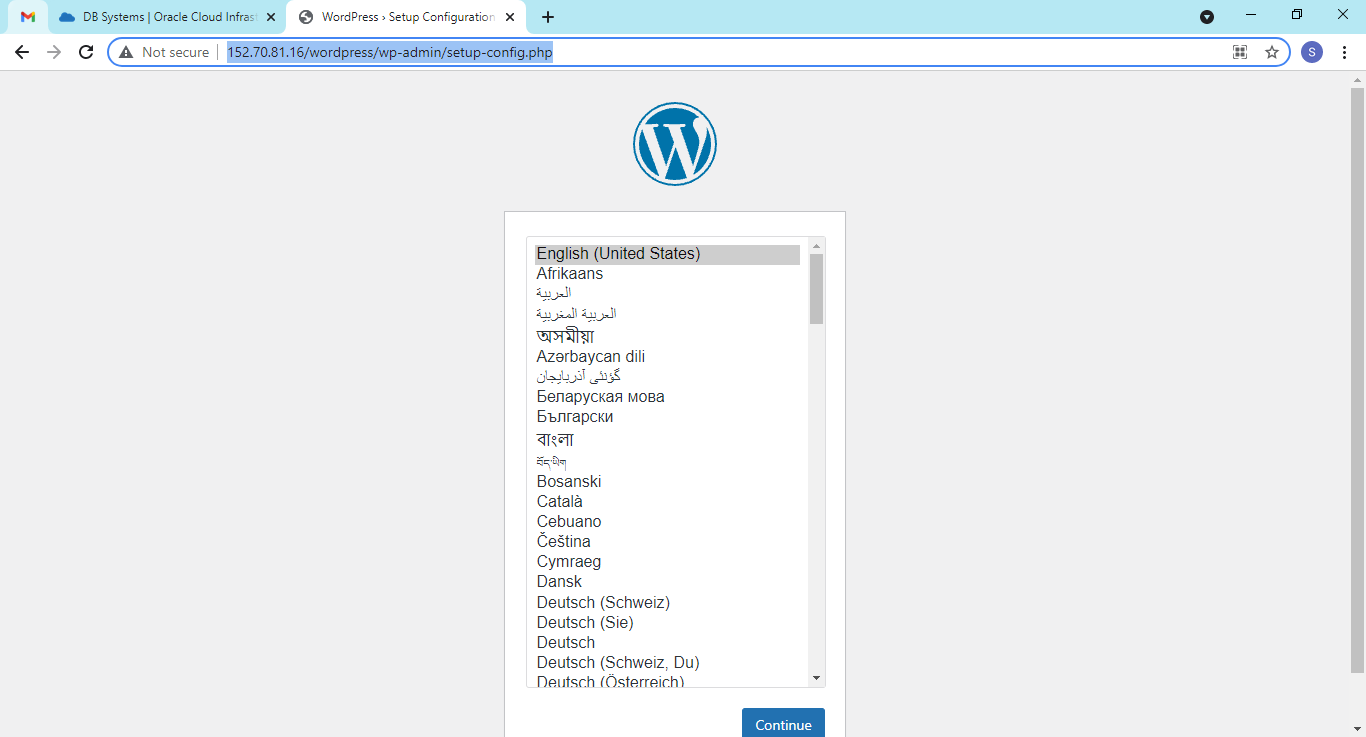 DB Systems | Oracle Cloud Infrast
WordPress › Setup Configuration
Not secure
152.70.81.16/wordpress/wp-admin/setup-config.php
S
English (United States)
Afrikaans
العربية
العربية المغربية
অসমীয়া
Azərbaycan dili
گؤنئی آذربایجان
Беларуская мова
Български
বাংলা
བོད་ཡིག
Bosanski
Català
Cebuano
Čeština
Cymraeg
Dansk
Deutsch (Schweiz)
Deutsch (Sie)
Deutsch
Deutsch (Schweiz, Du)
Deutsch (Österreich)
Continue